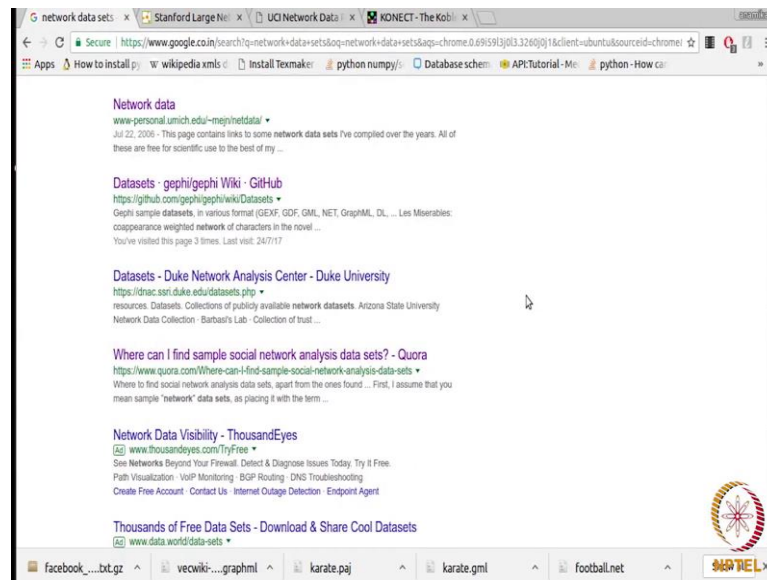 network data sets
Stanford Large Net
UCI Network Data
KONECT - The Kobl
Secure
https://www.google.co.in/search?q=network+data+sets&oq=network+data+sets&aqs=chrome.0.69i59l3j0l3.3260j0j1&client=ubuntu&sourceid=chrome
Apps
How to install py
wikipedia xmls d
Install Texmaker
python numpy/s
Database schem
API:Tutorial - Me
python - How ca
Network data
www-personal.umich.edu/~mejn/netdata/
Jul 22, 2006 - This page contains links to some network data sets I've compiled over the years. All of
these are free for scientific use to the best of my ...
Datasets · gephi/gephi Wiki · GitHub
https://github.com/gephi/gephi/wiki/Datasets
Gephi sample datasets, in various format (GEXF, GDF, GML, NET, GraphML, DL, ... Les Miserables:
coappearance weighted network of characters in the novel ...
You've visited this page 3 times. Last visit: 24/7/17
Datasets - Duke Network Analysis Center - Duke University
https://dnac.ssri.duke.edu/datasets.php
resources. Datasets. Collections of publicly available network datasets. Arizona State University
Network Data Collection · Barbasi's Lab · Collection of trust ...
Where can I find sample social network analysis data sets? - Quora
https://www.quora.com/Where-can-I-find-sample-social-network-analysis-data-sets
Where to find social network analysis data sets, apart from the ones found ... First, I assume that you
mean sample "network" data sets, as placing it with the term ...
Network Data Visibility - ThousandEyes
Ad www.thousandeyes.com/TryFree
See Networks Beyond Your Firewall. Detect & Diagnose Issues Today. Try It Free.
Path Visualization · VoIP Monitoring · BGP Routing · DNS Troubleshooting
Create Free Account · Contact Us · Internet Outage Detection · Endpoint Agent
Thousands of Free Data Sets - Download & Share Cool Datasets
Ad www.data.world/data-sets
facebook_....txt.gz
vecwiki-....graphml
karate.paj
karate.gml
football.net
NPTEL